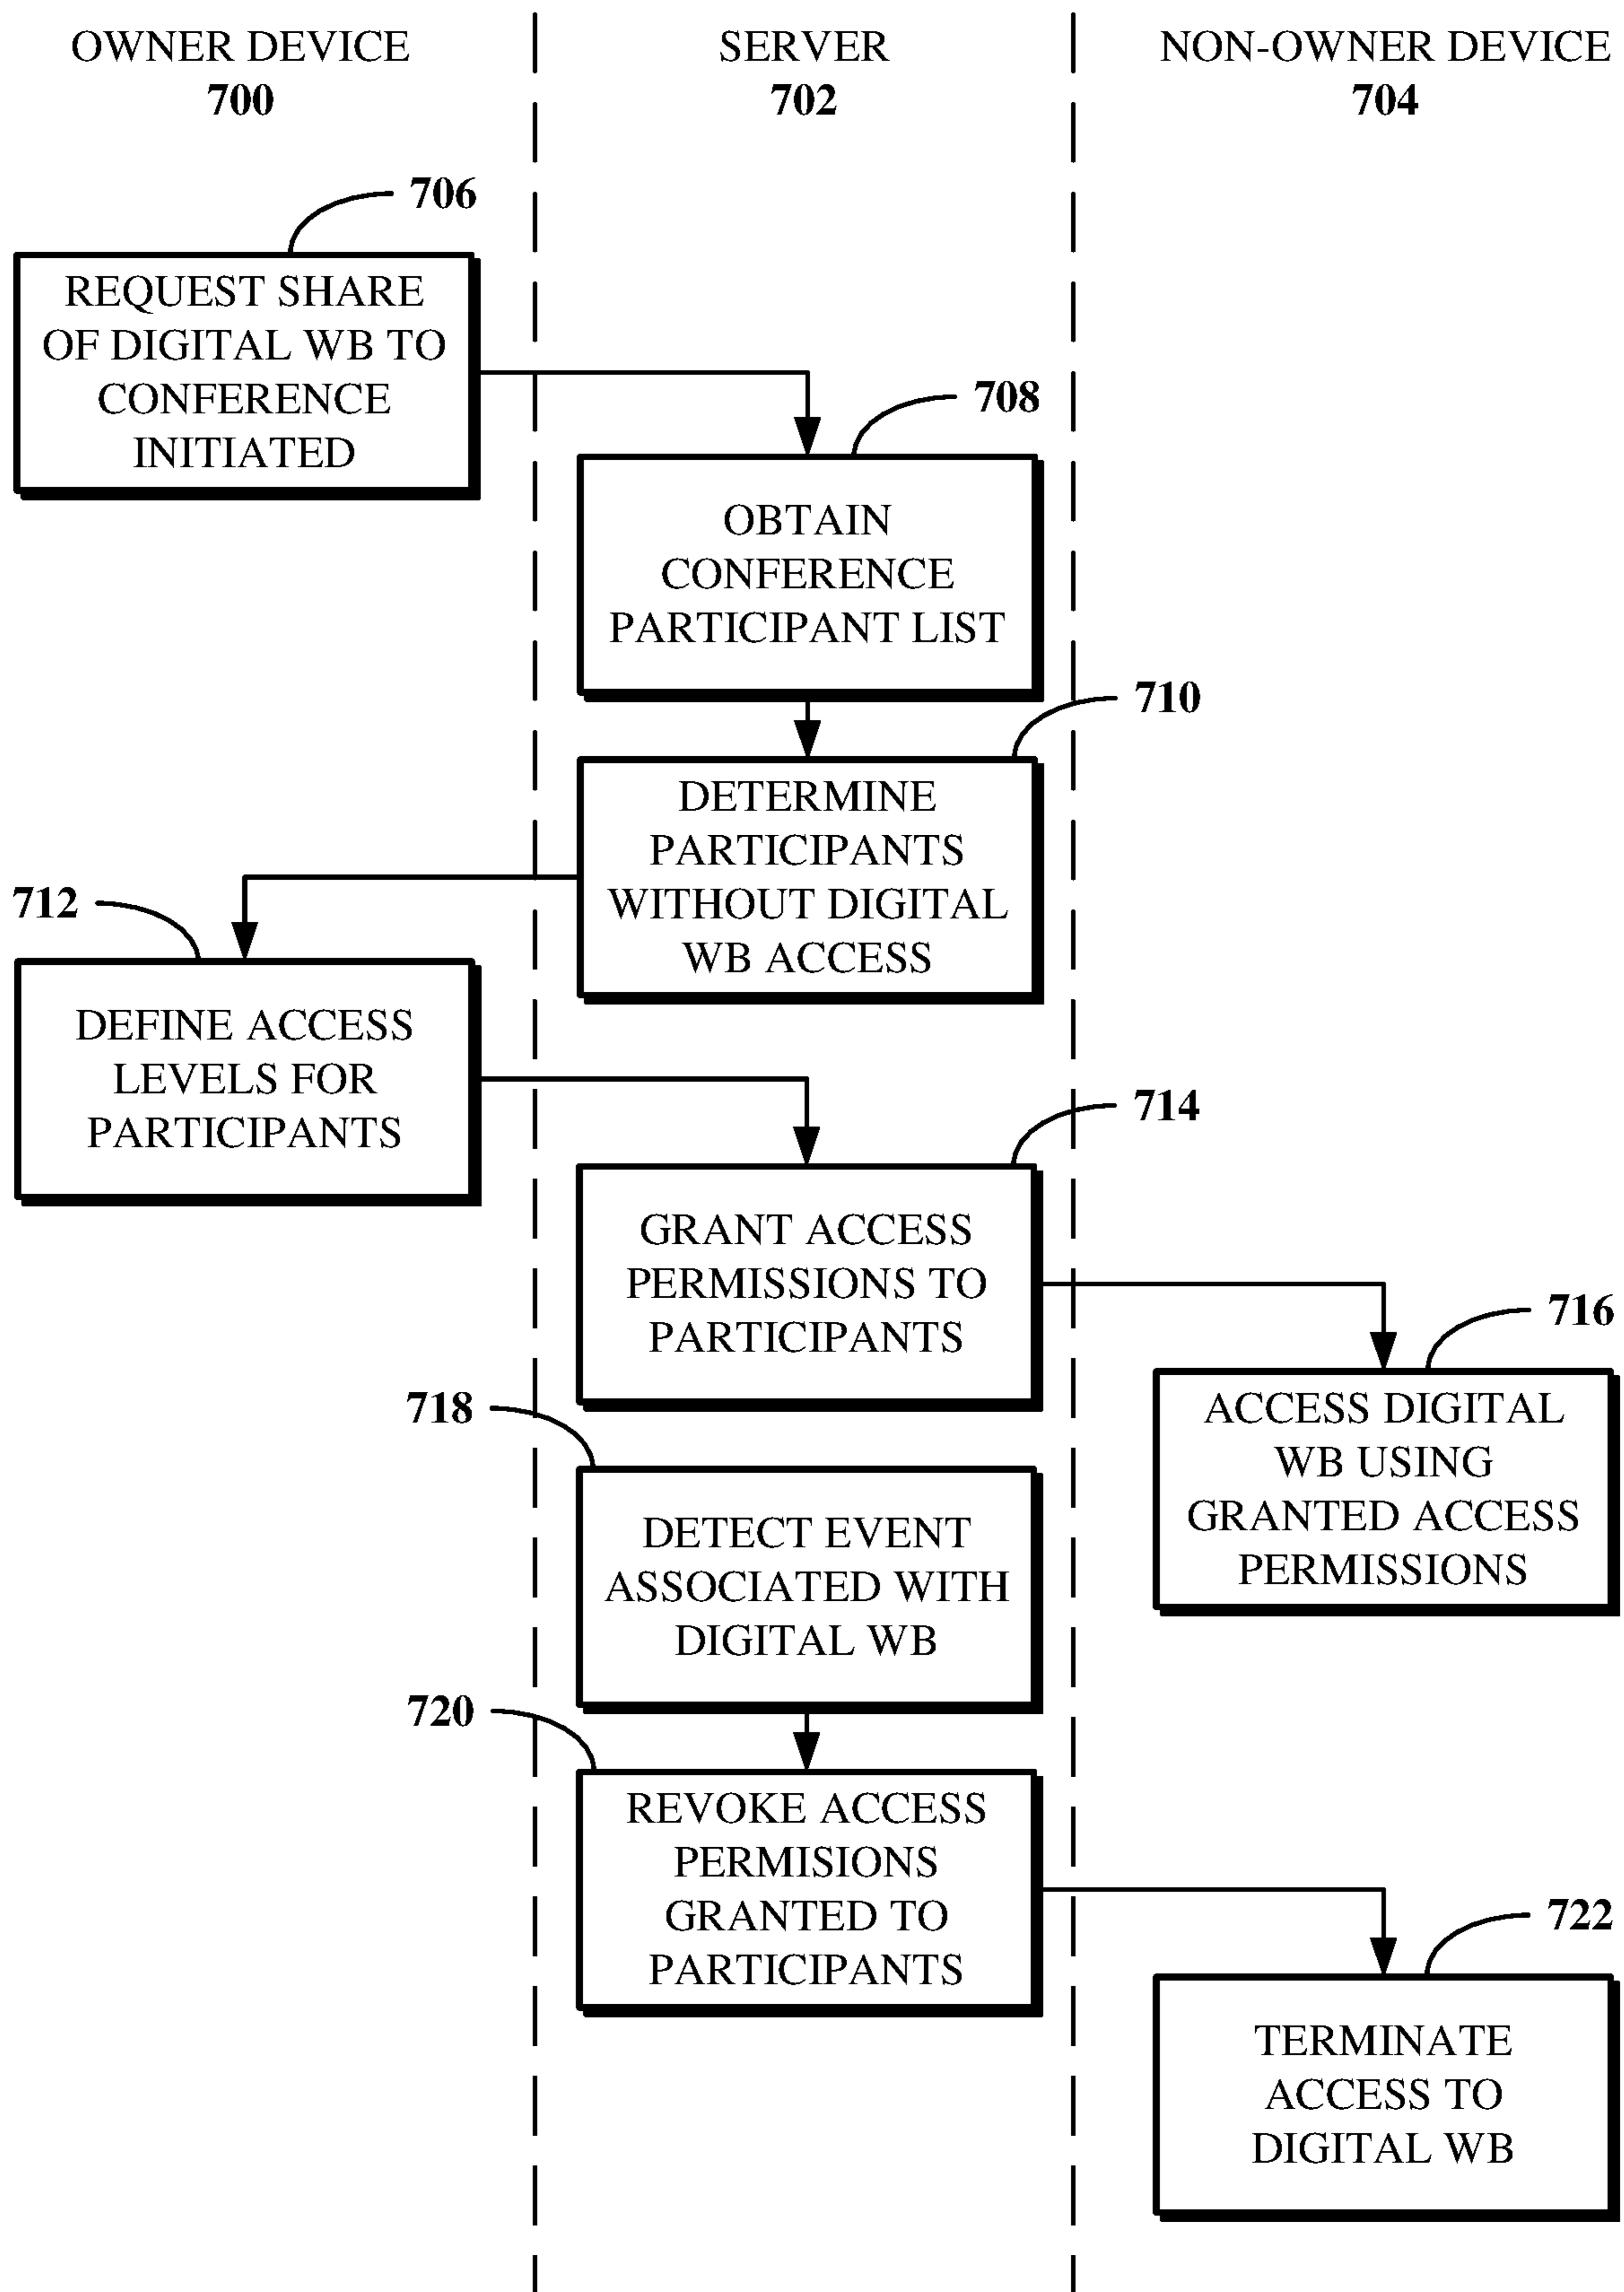 OWNER DEVICE
700
SERVER
702
NON-OWNER DEVICE
704
706
REQUEST SHARE
OF DIGITAL WB TO
CONFERENCE
INITIATED
708
OBTAIN
CONFERENCE
PARTICIPANT LIST
710
DETERMINE
PARTICIPANTS
WITHOUT DIGITAL
WB ACCESS
712
DEFINE ACCESS
LEVELS FOR
PARTICIPANTS
714
GRANT ACCESS
PERMISSIONS TO
PARTICIPANTS
716
ACCESS DIGITAL
WB USING
GRANTED ACCESS
PERMISSIONS
718
DETECT EVENT
ASSOCIATED WITH
DIGITAL WB
720
REVOKE ACCESS
PERMISIONS
GRANTED TO
PARTICIPANTS
722
TERMINATE
ACCESS TO
DIGITAL WB